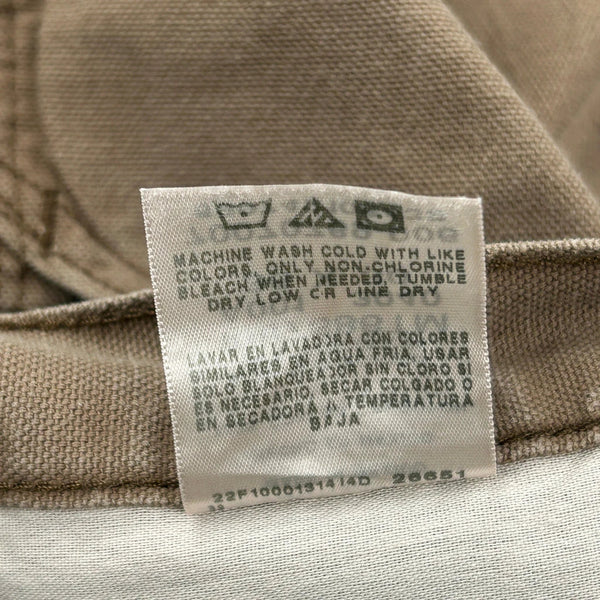 MACHINE WASH COLD WITH LIKE
COLORS, ONLY NON-CHLORINE
BLEACH WHEN NEEDED, TUMBLE
DRY LOW OR LINE DRY
LAVAR EN LAVADORA CON COLORES
SIMILARES EN AGUA FRIA, USAR
SOLO BLANQUEADOR SIN CLORO SI
ES NECESARIO, SECAR COLGADO O
EN SECADORA A TEMPERATURA
BAJA
22F1000131414D 26651
33